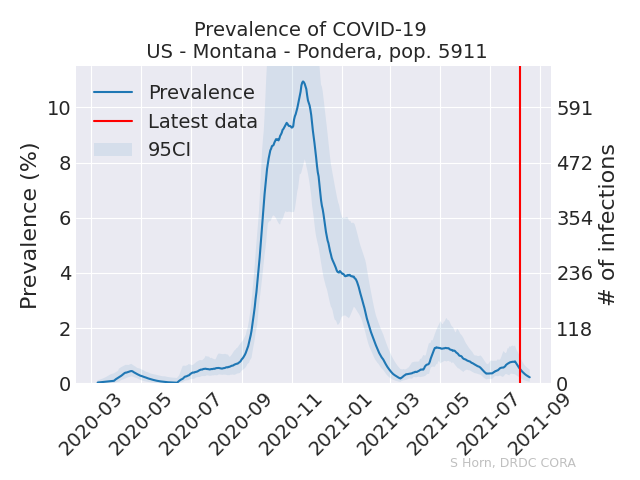 Prevalence of COVID-19
US - Montana - Pondera, pop. 5911
Prevalence
Latest data
95CI
Prevalence (%)
10
8
6
4
2
0
591
472
354
236
118
0
# of infections
2020-03
2020-05
2020-07
2020-09
2020-11
2021-01
2021-03
2021-05
2021-07
2021-09
S Horn, DRDC CORA